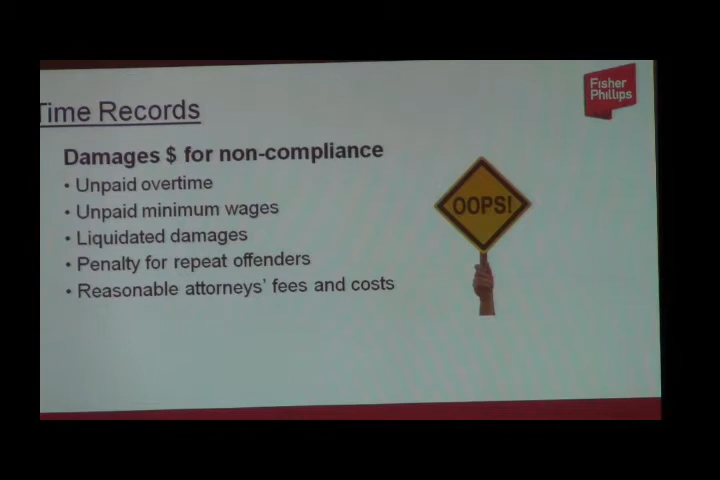 Time Records
Fisher
Phillips
Damages $ for non-compliance
• Unpaid overtime
• Unpaid minimum wages
• Liquidated damages
• Penalty for repeat offenders
• Reasonable attorneys' fees and costs
OOPS!